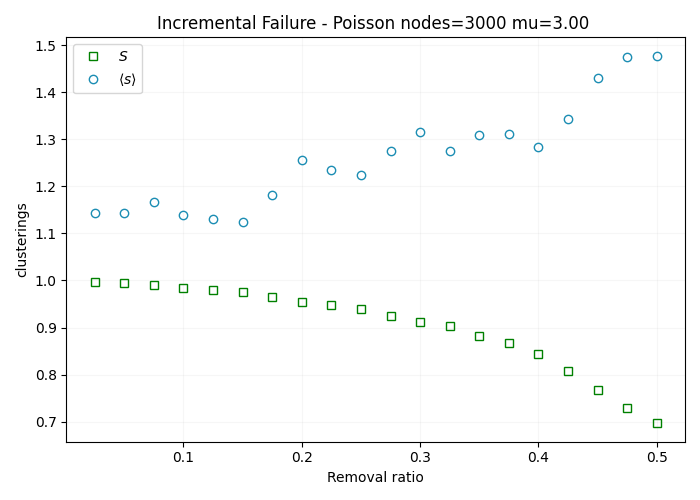 Incremental Failure - Poisson nodes=3000 mu=3.00
S
⟨s⟩
clusterings
1.5
1.4
1.3
1.2
1.1
1.0
0.9
0.8
0.7
0.1 0.2 0.3 0.4 0.5
Removal ratio